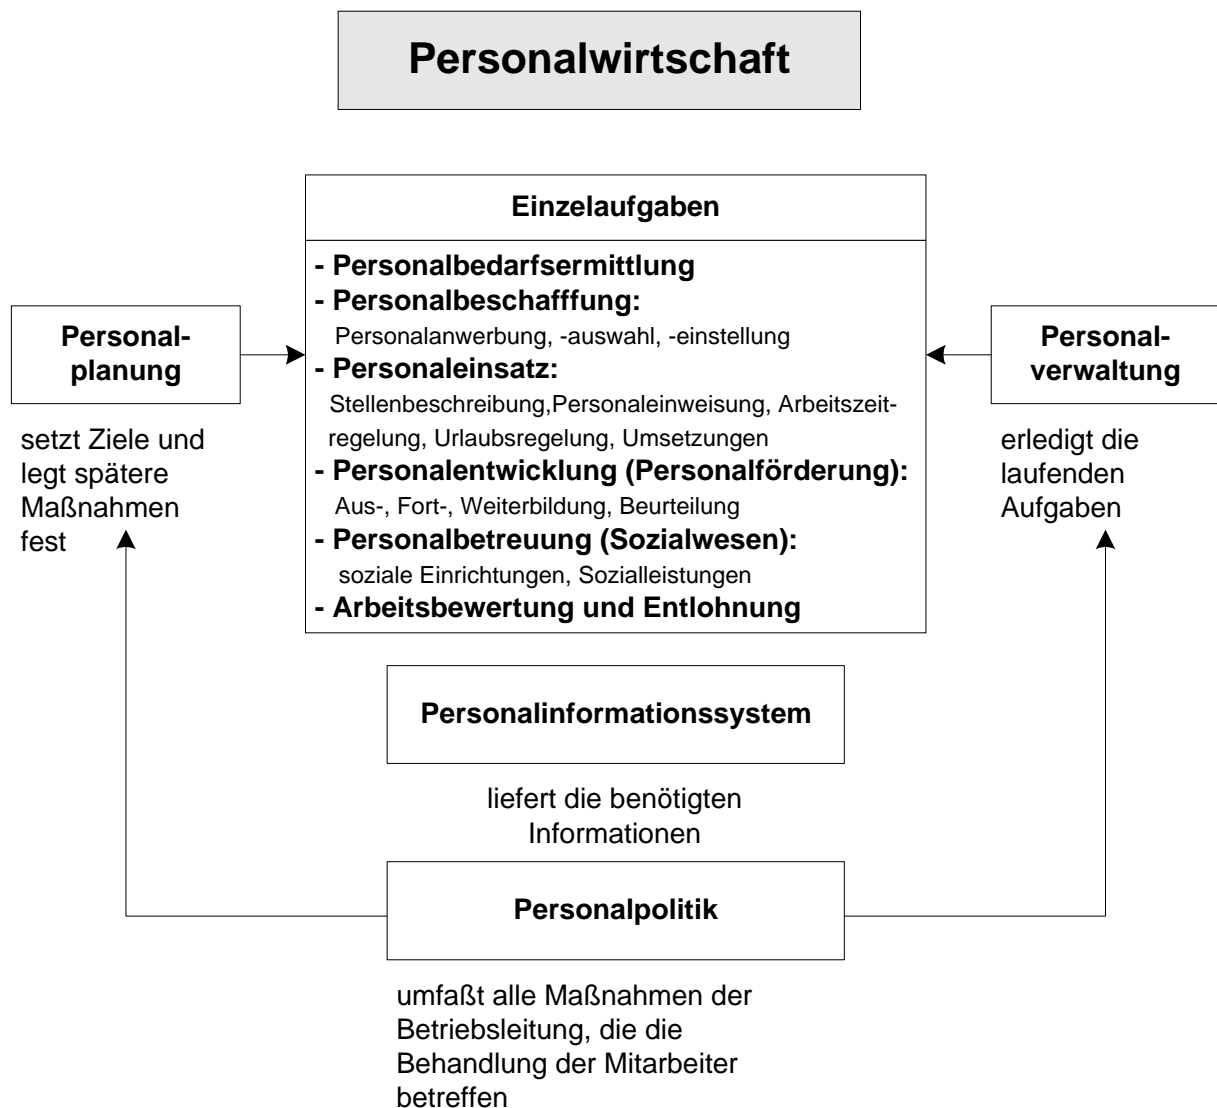 Personalwirtschaft
Einzelaufgaben
- Personalbedarfsermittlung
- Personalbeschafffung:
Personalanwerbung, -auswahl, -einstellung
- Personaleinsatz:
Stellenbeschreibung,Personaleinweisung, Arbeitszeit-
regelung, Urlaubsregelung, Umsetzungen
- Personalentwicklung (Personalförderung):
Aus-, Fort-, Weiterbildung, Beurteilung
- Personalbetreuung (Sozialwesen):
soziale Einrichtungen, Sozialleistungen
- Arbeitsbewertung und Entlohnung
Personal-
planung
setzt Ziele und
legt spätere
Maßnahmen
fest
Personal-
verwaltung
erledigt die
laufenden
Aufgaben
Personalinformationssystem
liefert die benötigten
Informationen
Personalpolitik
umfaßt alle Maßnahmen der
Betriebsleitung, die die
Behandlung der Mitarbeiter
betreffen